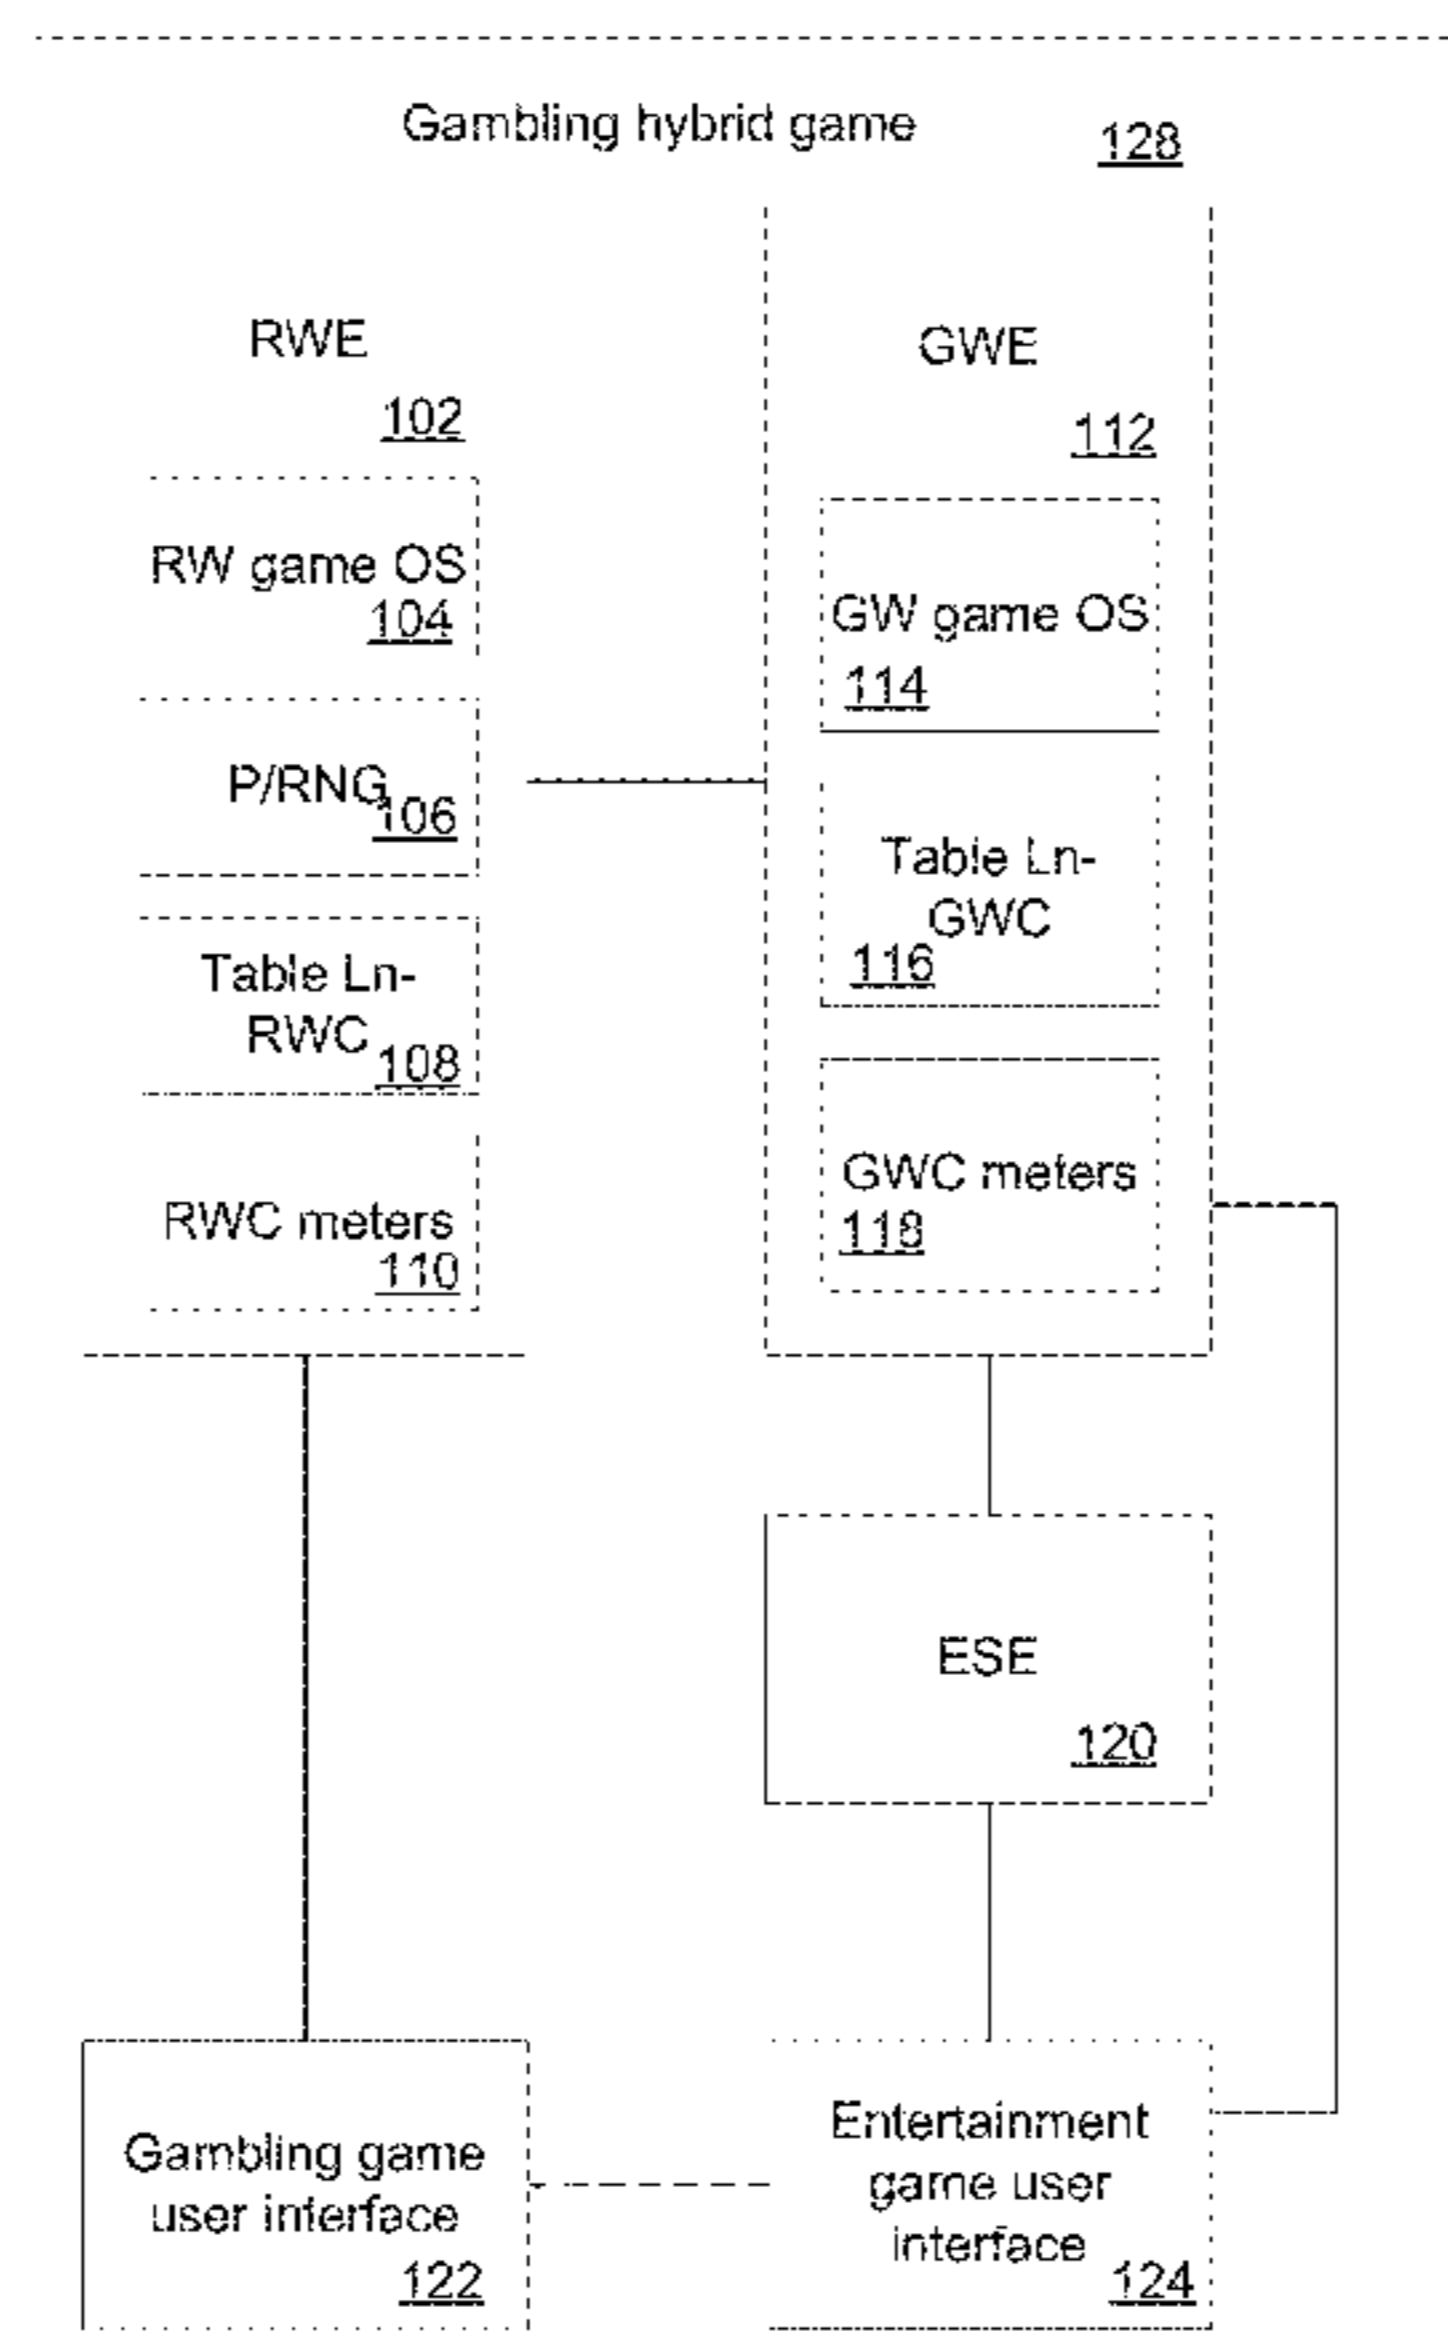 Gambling hybrid game
128
RWE
102
RW game OS
104
P/RNG
106
Table Ln-
RWC
108
RWC meters
110
GWE
112
GW game OS
114
Table Ln-
GWC
116
GWC meters
118
ESE
120
Gambling game
user interface
122
Entertainment
game user
interface
124